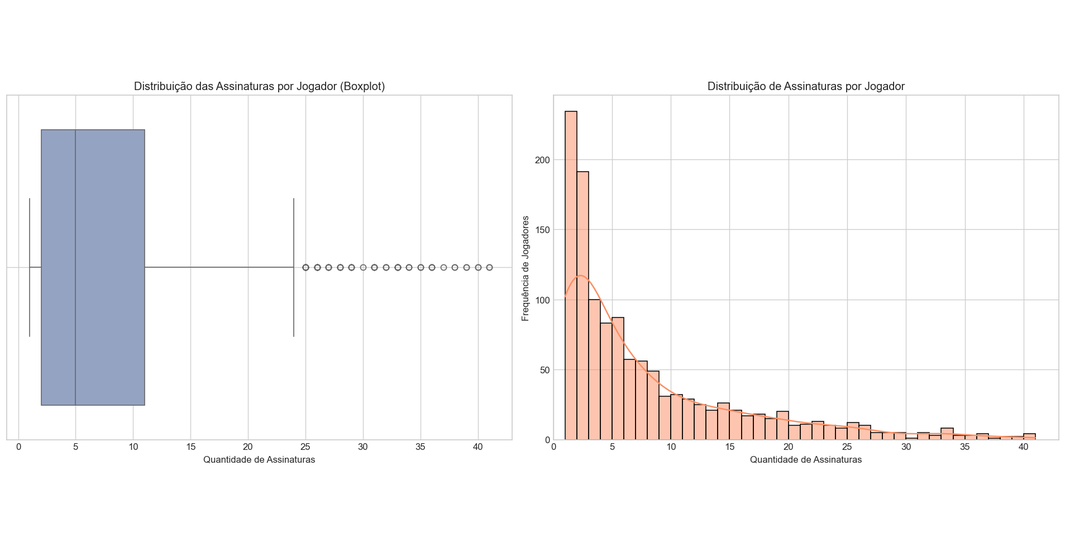 Distribuição das Assinaturas por Jogador (Boxplot)
0 5 10 15 20 25 30 35 40
Quantidade de Assinaturas
Distribuição de Assinaturas por Jogador
Frequência de Jogadores
200
150
100
50
0
0 5 10 15 20 25 30 35 40
Quantidade de Assinaturas